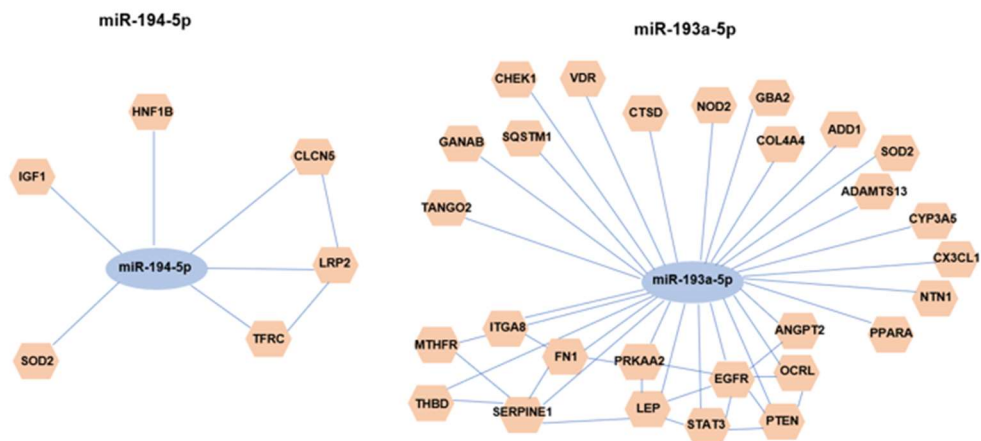 miR-194-5p
HNF1B
CLCN5
IGF1
miR-194-5p
LRP2
SOD2
TFRC
miR-193a-5p
CHEK1
VDR
CTSD
NOD2
GBA2
GANAB
SQSTM1
COL4A4
ADD1
SOD2
TANGO2
ADAMTS13
CYP3A5
miR-193a-5p
CX3CL1
NTN1
MTHFR
ITGA8
FN1
PRKAA2
ANGPT2
PPARA
EGFR
OCRL
THBD
SERPINE1
LEP
STAT3
PTEN